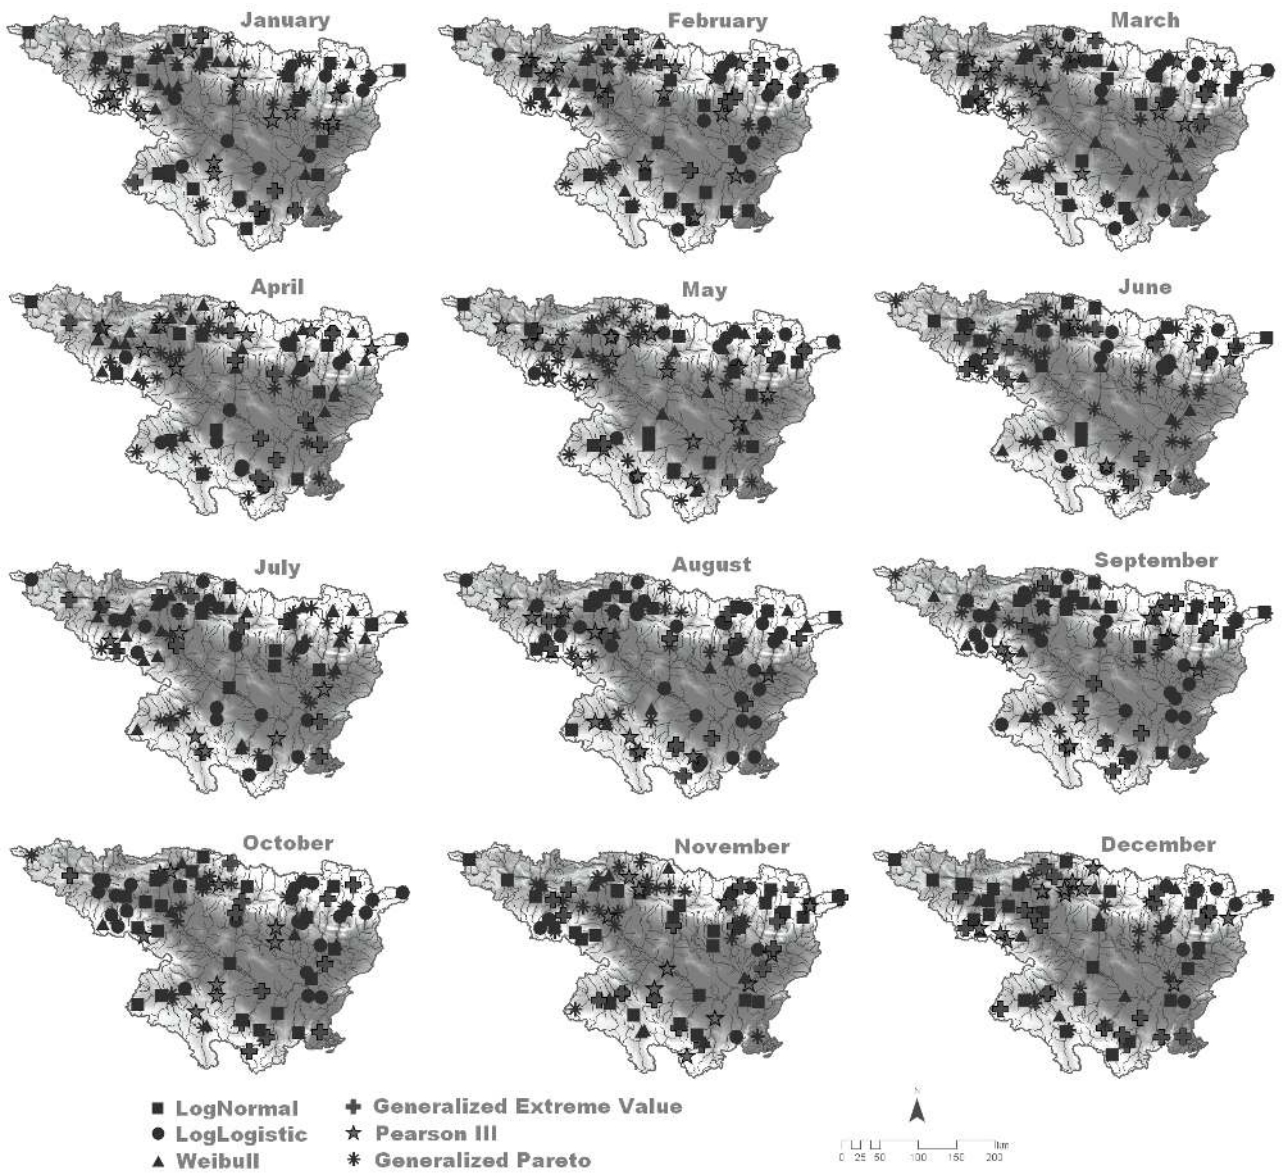 January
February
March
April
May
June
July
August
September
October
November
December
LogNormal
LogLogistic
Weibull
Generalized Extreme Value
Pearson III
Generalized Pareto
N
km
0 25 50 100 150 200